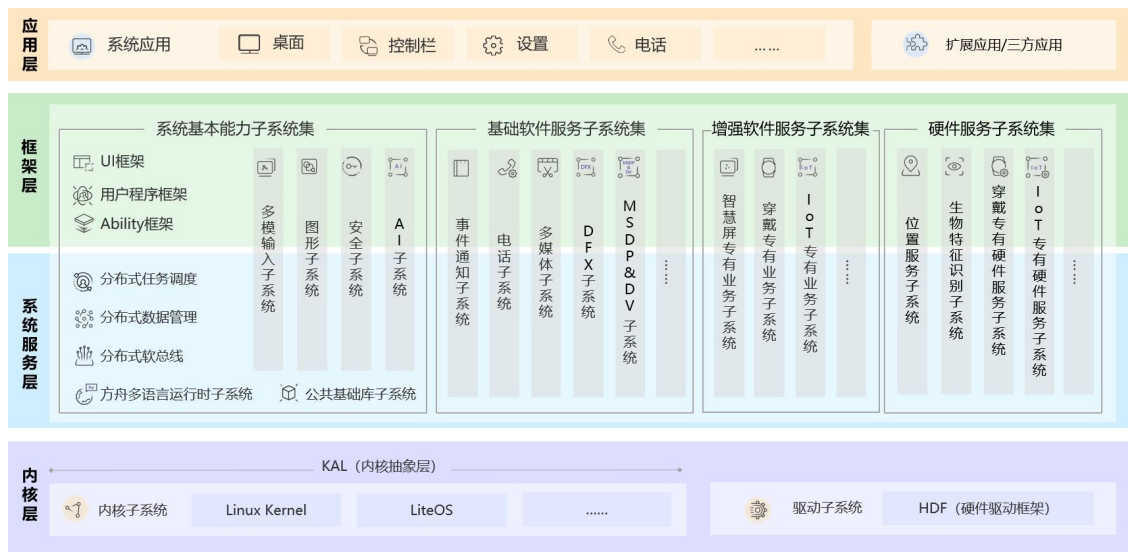 应用层
系统应用
桌面
控制栏
设置
电话
... ...
扩展应用/三方应用
框架层
系统服务层
系统基本能力子系统集
UI框架
用户程序框架
Ability框架
分布式任务调度
分布式数据管理
分布式软总线
方舟多语言运行时子系统
公共基础库子系统
多模输入子系统
图形子系统
安全子系统
AI子系统
基础软件服务子系统集
事件通知子系统
电话子系统
多媒体子系统
DFX子系统
MSDP&DV子系统
......
增强软件服务子系统集
智慧屏专有业务子系统
穿戴专有业务子系统
IoT专有业务子系统
......
硬件服务子系统集
位置服务子系统
生物特征识别子系统
穿戴专有硬件服务子系统
IoT专有硬件服务子系统
......
内核层
KAL（内核抽象层）
内核子系统
Linux Kernel
LiteOS
......
驱动子系统
HDF（硬件驱动框架）